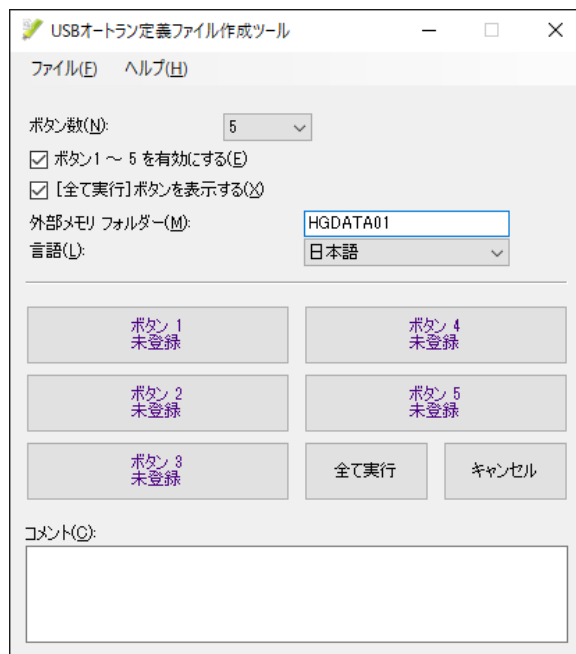 USBオートラン定義ファイル作成ツール
ファイル(F) ヘルプ(H)
ボタン数(N): 5
ボタン1 ~ 5 を有効にする(E)
[全て実行]ボタンを表示する(X)
外部メモリ フォルダー(M): HGDATA01
言語(L): 日本語
ボタン 1
未登録
ボタン 4
未登録
ボタン 2
未登録
ボタン 5
未登録
ボタン 3
未登録
全て実行 キャンセル
コメント(C):